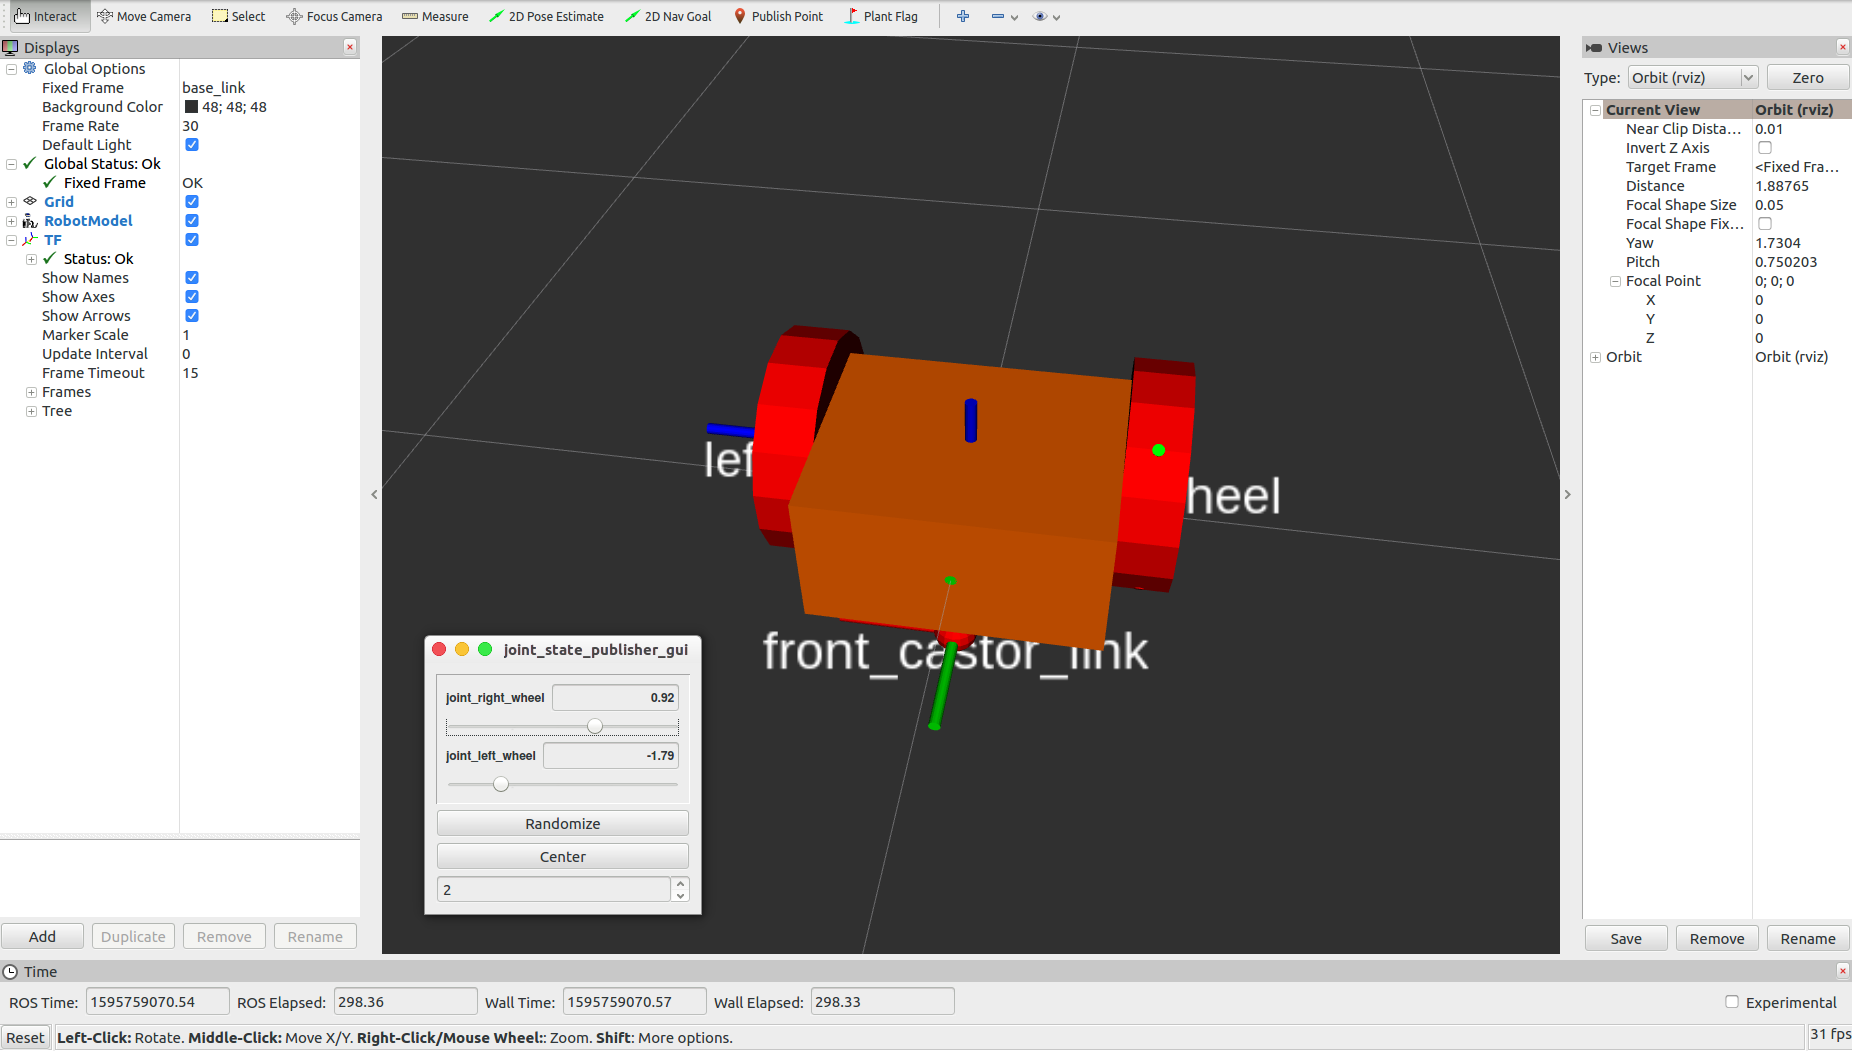 Interact Move Camera Select Focus Camera Measure 2D Pose Estimate 2D Nav Goal Publish Point Plant Flag
Displays
Global Options
Fixed Frame base_link
Background Color 48; 48; 48
Frame Rate 30
Default Light
Global Status: Ok
Fixed Frame OK
Grid
RobotModel
TF
Status: Ok
Show Names
Show Axes
Show Arrows
Marker Scale 1
Update Interval 0
Frame Timeout 15
Frames
Tree
Add Duplicate Remove Rename
lef
heel
front_castor_link
joint_state_publisher_gui
joint_right_wheel 0.92
joint_left_wheel -1.79
Randomize
Center
2
Views
Type: Orbit (rviz) Zero
Current View Orbit (rviz)
Near Clip Dista... 0.01
Invert Z Axis
Target Frame <Fixed Fra...
Distance 1.88765
Focal Shape Size 0.05
Focal Shape Fix...
Yaw 1.7304
Pitch 0.750203
Focal Point 0; 0; 0
X 0
Y 0
Z 0
Orbit Orbit (rviz)
Save Remove Rename
Time
ROS Time: 1595759070.54 ROS Elapsed: 298.36 Wall Time: 1595759070.57 Wall Elapsed: 298.33 Experimental
Reset Left-Click: Rotate. Middle-Click: Move X/Y. Right-Click/Mouse Wheel:: Zoom. Shift: More options. 31 fps